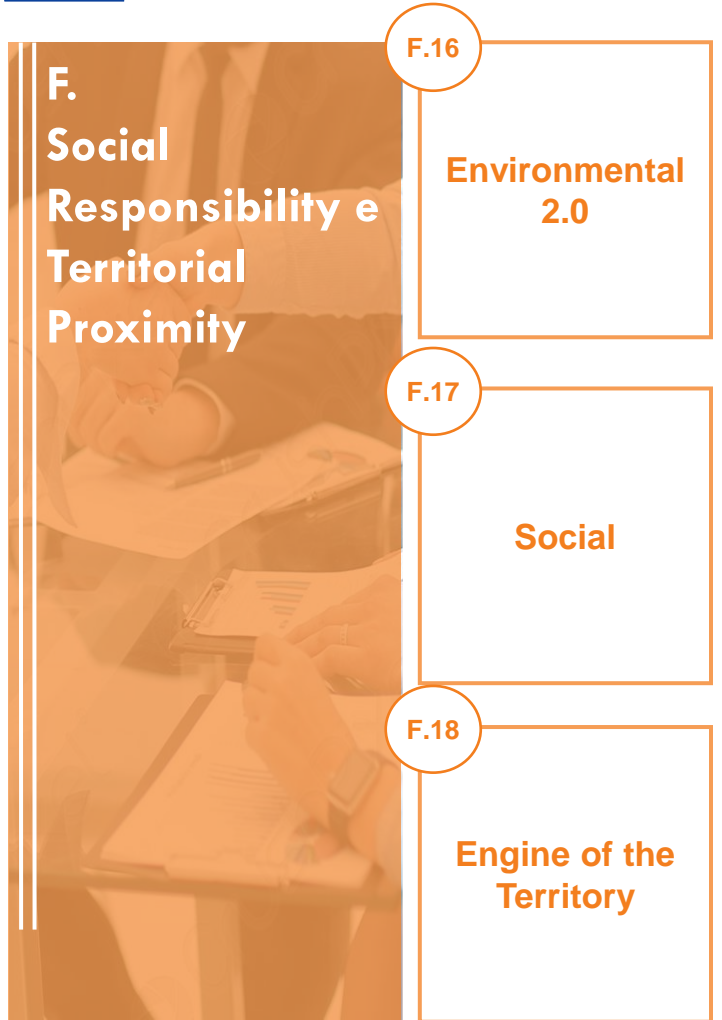 F.
Social
Responsibility e
Territorial
Proximity
F.16
Environmental
2.0
F.17
Social
F.18
Engine of the
Territory